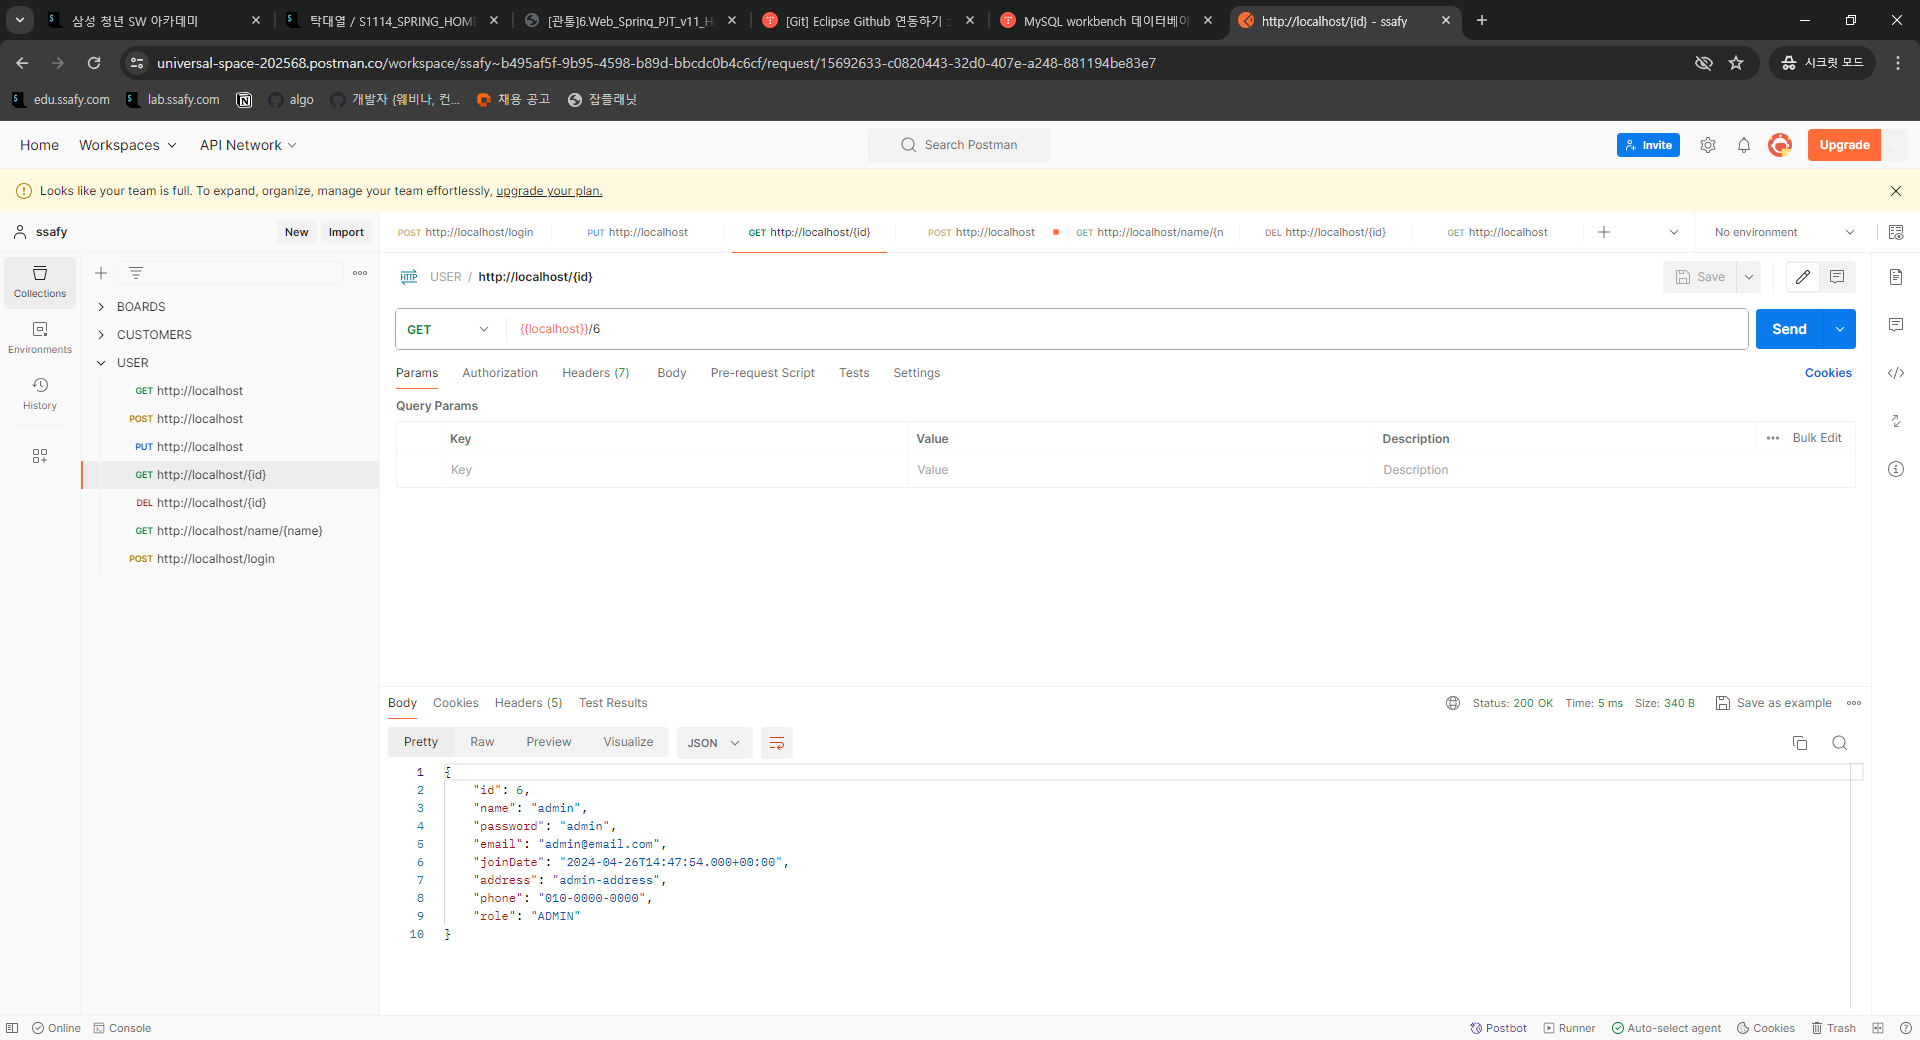 삼성 청년 SW 아카데미
탁대열 / S1114_SPRING_HOME
[관통]6.Web_Spring_PJT_v11_H
[Git] Eclipse Github 연동하기
MySQL workbench 데이터베이
http://localhost/{id} - ssafy
universal-space-202568.postman.co/workspace/ssafy~b495af5f-9b95-4598-b89d-bbcdc0b4c6cf/request/15692633-c0820443-32d0-407e-a248-881194be83e7
시크릿 모드
edu.ssafy.com
lab.ssafy.com
algo
개발자 {웨비나, 컨...
채용 공고
잡플래닛
Home
Workspaces
API Network
Search Postman
Invite
Upgrade
Looks like your team is full. To expand, organize, manage your team effortlessly, upgrade your plan.
ssafy
New
Import
POST http://localhost/login
PUT http://localhost
GET http://localhost/{id}
POST http://localhost
GET http://localhost/name/{n
DEL http://localhost/{id}
GET http://localhost
No environment
Collections
Environments
History
BOARDS
CUSTOMERS
USER
GET http://localhost
POST http://localhost
PUT http://localhost
GET http://localhost/{id}
DEL http://localhost/{id}
GET http://localhost/name/{name}
POST http://localhost/login
HTTP
USER / http://localhost/{id}
Save
GET
{{localhost}}/6
Send
Params
Authorization
Headers (7)
Body
Pre-request Script
Tests
Settings
Cookies
Query Params
Key
Value
Description
Bulk Edit
Key
Value
Description
Body
Cookies
Headers (5)
Test Results
Status: 200 OK
Time: 5 ms
Size: 340 B
Save as example
Pretty
Raw
Preview
Visualize
JSON
1 {
2 "id": 6,
3 "name": "admin",
4 "password": "admin",
5 "email": "admin@email.com",
6 "joinDate": "2024-04-26T14:47:54.000+00:00",
7 "address": "admin-address",
8 "phone": "010-0000-0000",
9 "role": "ADMIN"
10 }
Online
Console
Postbot
Runner
Auto-select agent
Cookies
Trash